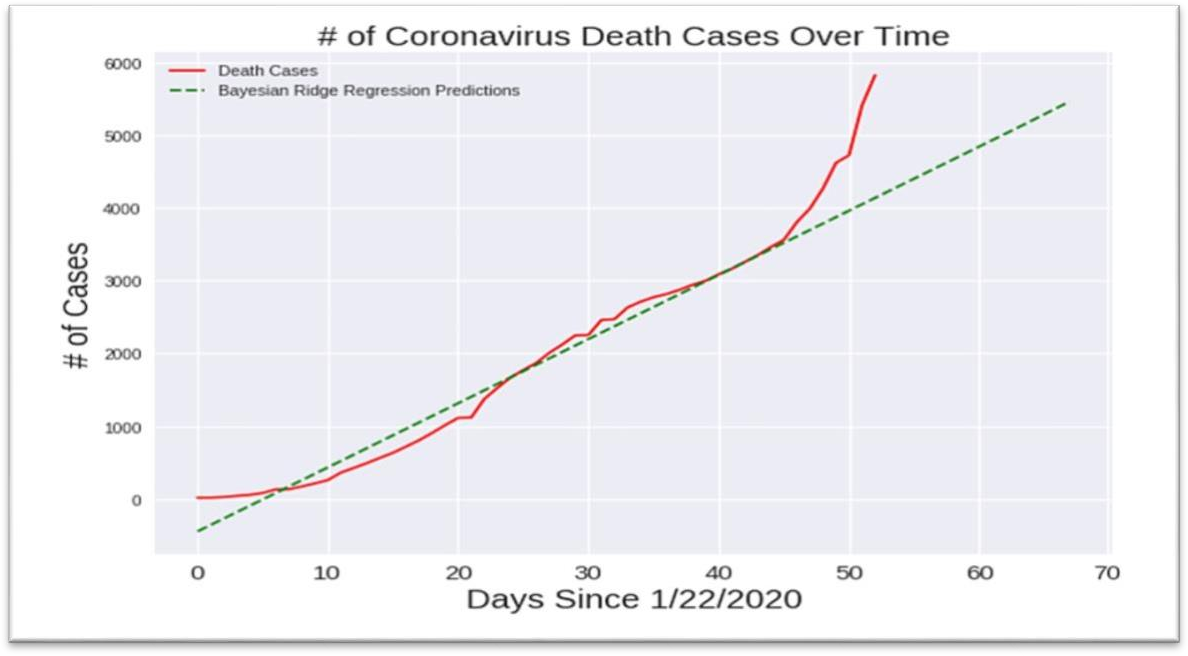 # of Coronavirus Death Cases Over Time
Death Cases
Bayesian Ridge Regression Predictions
# of Cases
6000
5000
4000
3000
2000
1000
0
0 10 20 30 40 50 60 70
Days Since 1/22/2020